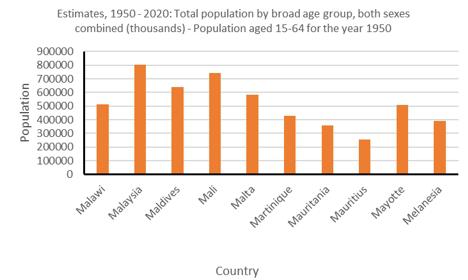 Estimates, 1950 - 2020: Total population by broad age group, both sexes
combined (thousands) - Population aged 15-64 for the year 1950
900000
800000
700000
600000
500000
400000
300000
200000
100000
0
Population
Malawi
Malaysia
Maldives
Mali
Malta
Martinique
Mauritania
Mauritius
Mayotte
Melanesia
Country